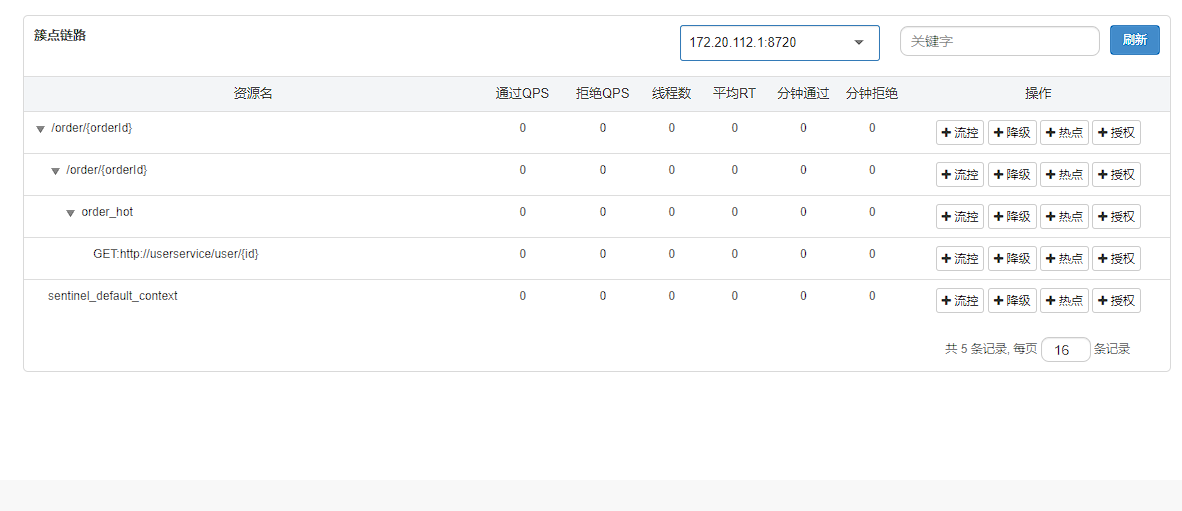 簇点链路 172.20.112.1:8720 关键字 刷新
资源名 通过QPS 拒绝QPS 线程数 平均RT 分钟通过 分钟拒绝 操作
/order/{orderId} 0 0 0 0 0 0 流控 降级 热点 授权
/order/{orderId} 0 0 0 0 0 0 流控 降级 热点 授权
order_hot 0 0 0 0 0 0 流控 降级 热点 授权
GET:http://userservice/user/{id} 0 0 0 0 0 0 流控 降级 热点 授权
sentinel_default_context 0 0 0 0 0 0 流控 降级 热点 授权
共 5 条记录, 每页 16 条记录